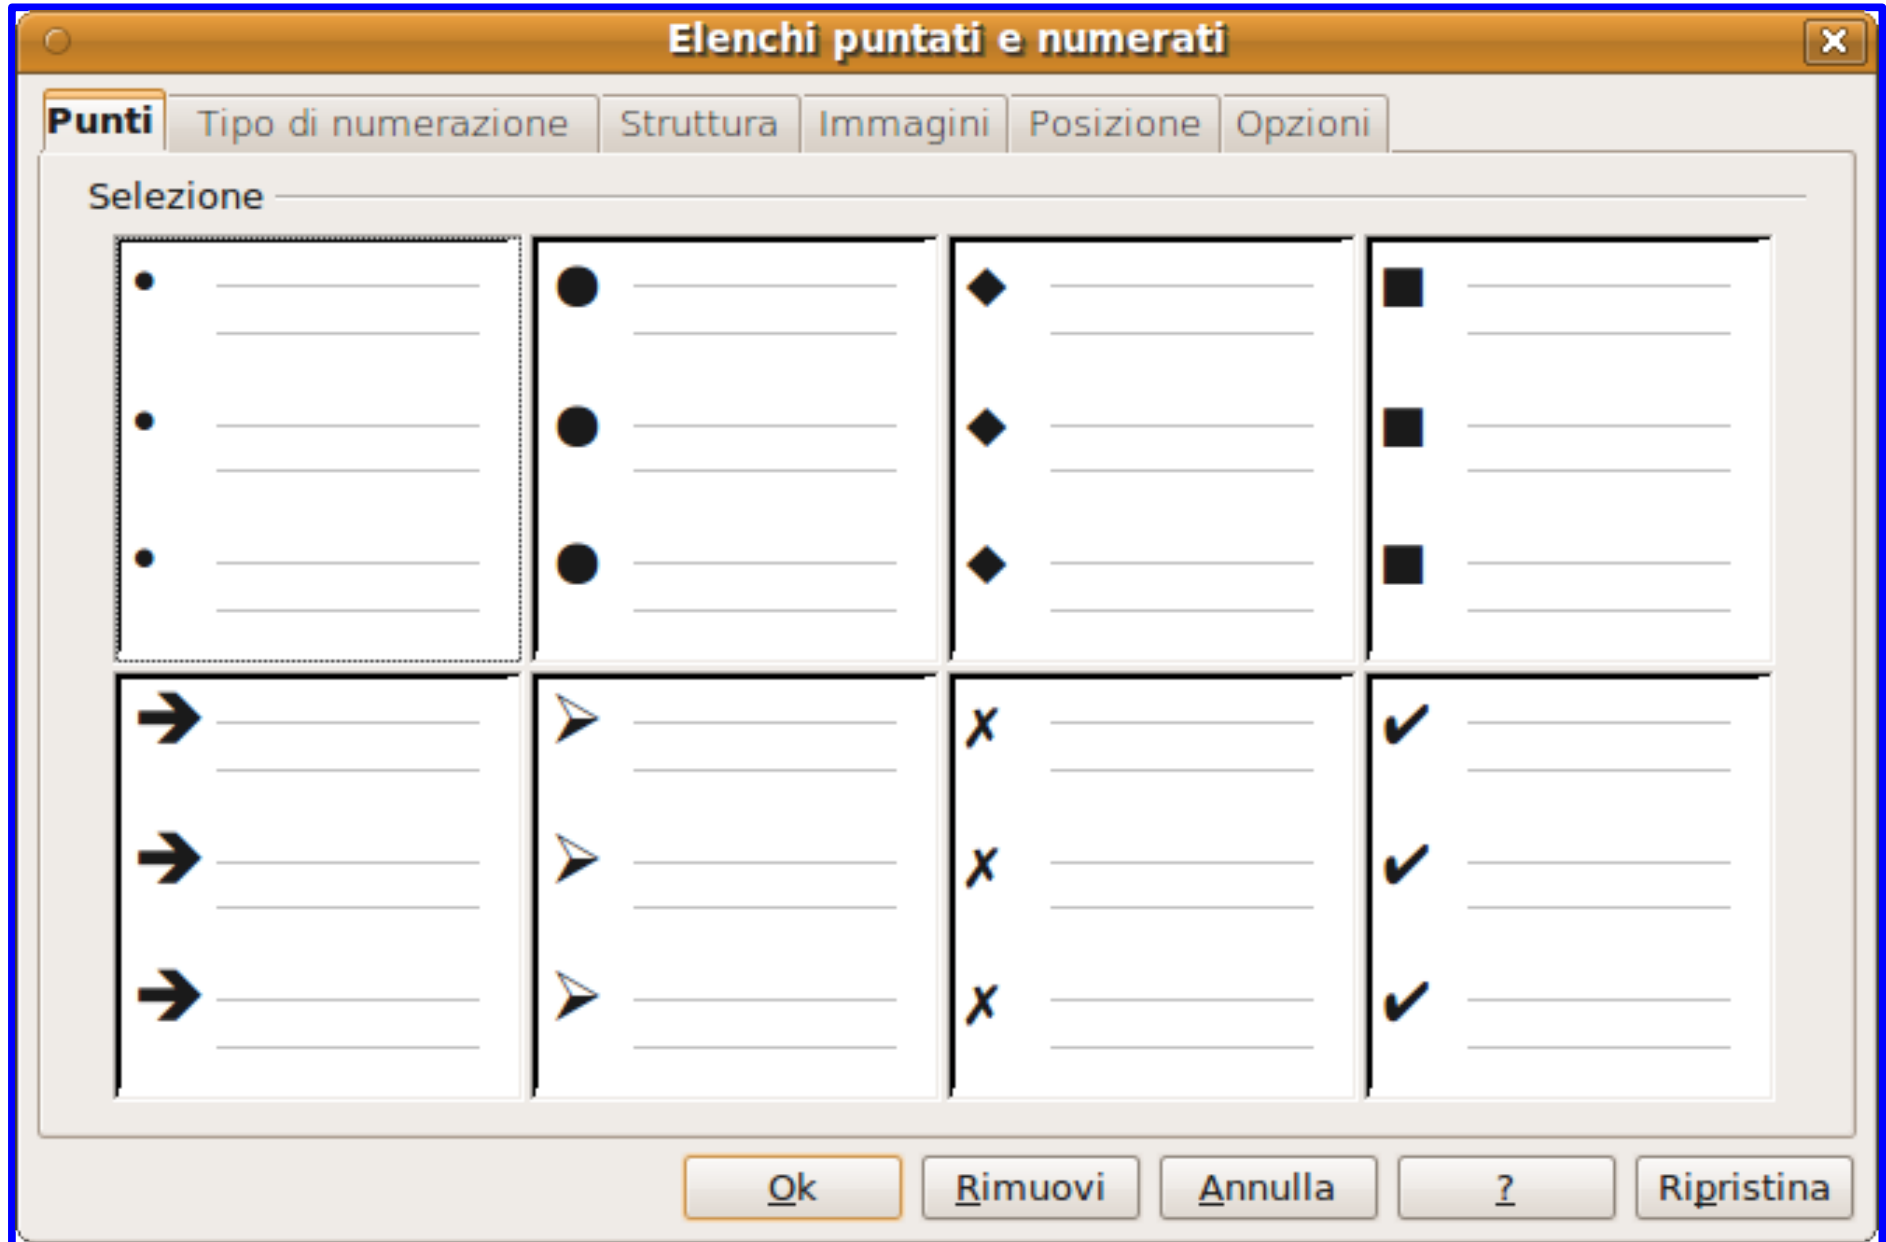 Elenchi puntati e numerati
Punti Tipo di numerazione Struttura Immagini Posizione Opzioni
Selezione
Ok Rimuovi Annulla ? Ripristina